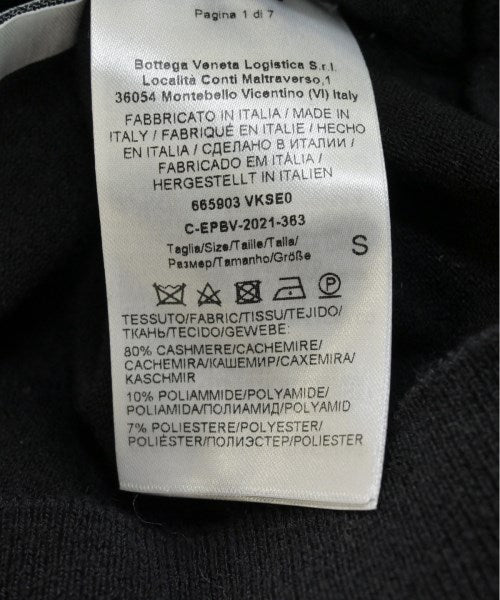 Pagina 1 di 7
Bottega Veneta Logistica S.r.l.
Località Conti Maltraverso,1
36054 Montebello Vicentino (VI) Italy
FABBRICATO IN ITALIA / MADE IN
ITALY / FABRIQUÉ EN ITALIE / HECHO
EN ITALIA / СДЕЛАНО В ИТАЛИИ /
FABRICADO EM ITÁLIA /
HERGESTELLT IN ITALIEN
665903 VKSE0
C-EPBV-2021-363
Taglia/Size/Taille/Talla/
Размер/Tamanho/Größe
S
TESSUTO/FABRIC/TISSU/TEJIDO/
ТКАНЬ/TECIDO/GEWEBE:
80% CASHMERE/CACHEMIRE/
CACHEMIRA/КАШЕМИР/CAXEMIRA/
KASCHMIR
10% POLIAMMIDE/POLYAMIDE/
POLIAMIDA/ПОЛИАМИД/POLYAMID
7% POLIESTERE/POLYESTER/
POLIÉSTER/ПОЛИЭСТЕР/POLIESTER